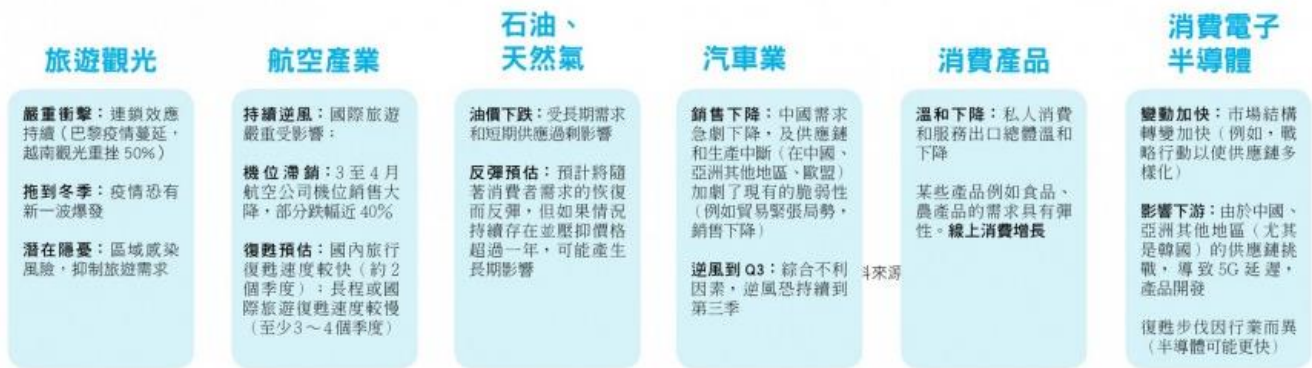 旅遊觀光
嚴重衝擊：連鎖效應
持續（巴黎疫情蔓延，
越南觀光重挫 50%）
拖到冬季：疫情恐有
新一波爆發
潛在隱憂：區域感染
風險，抑制旅遊需求
航空產業
持續逆風：國際旅遊
嚴重受影響；
機位滯銷：3 至 4 月
航空公司機位銷售大
降，部分跌幅近 40%
復甦預估：國內旅行
復甦速度較快（約 2
個季度）；長程或國
際旅遊復甦速度較慢
（至少3～4個季度）
石油、
天然氣
油價下跌：受長期需求
和短期供應過剩影響
反彈預估：預計將隨
著消費者需求的恢復
而反彈，但如果情況
持續存在並壓抑價格
超過一年，可能產生
長期影響
汽車業
銷售下降：中國需求
急劇下降，及供應鏈
和生產中斷（在中國、
亞洲其他地區、歐盟）
加劇了現有的脆弱性
（例如貿易緊張局勢，
銷售下降）
逆風到 Q3：綜合不利
因素，逆風恐持續到
第三季
料來源
消費產品
溫和下降：私人消費
和服務出口總體溫和
下降
某些產品例如食品、
農產品的需求具有彈
性。線上消費增長
消費電子
半導體
變動加快：市場結構
轉變加快（例如，戰
略行動以使供應鏈多
樣化）
影響下游：由於中國、
亞洲其他地區（尤其
是韓國）的供應鏈挑
戰，導致 5G 延遲，
產品開發
復甦步伐因行業而異
（半導體可能更快）